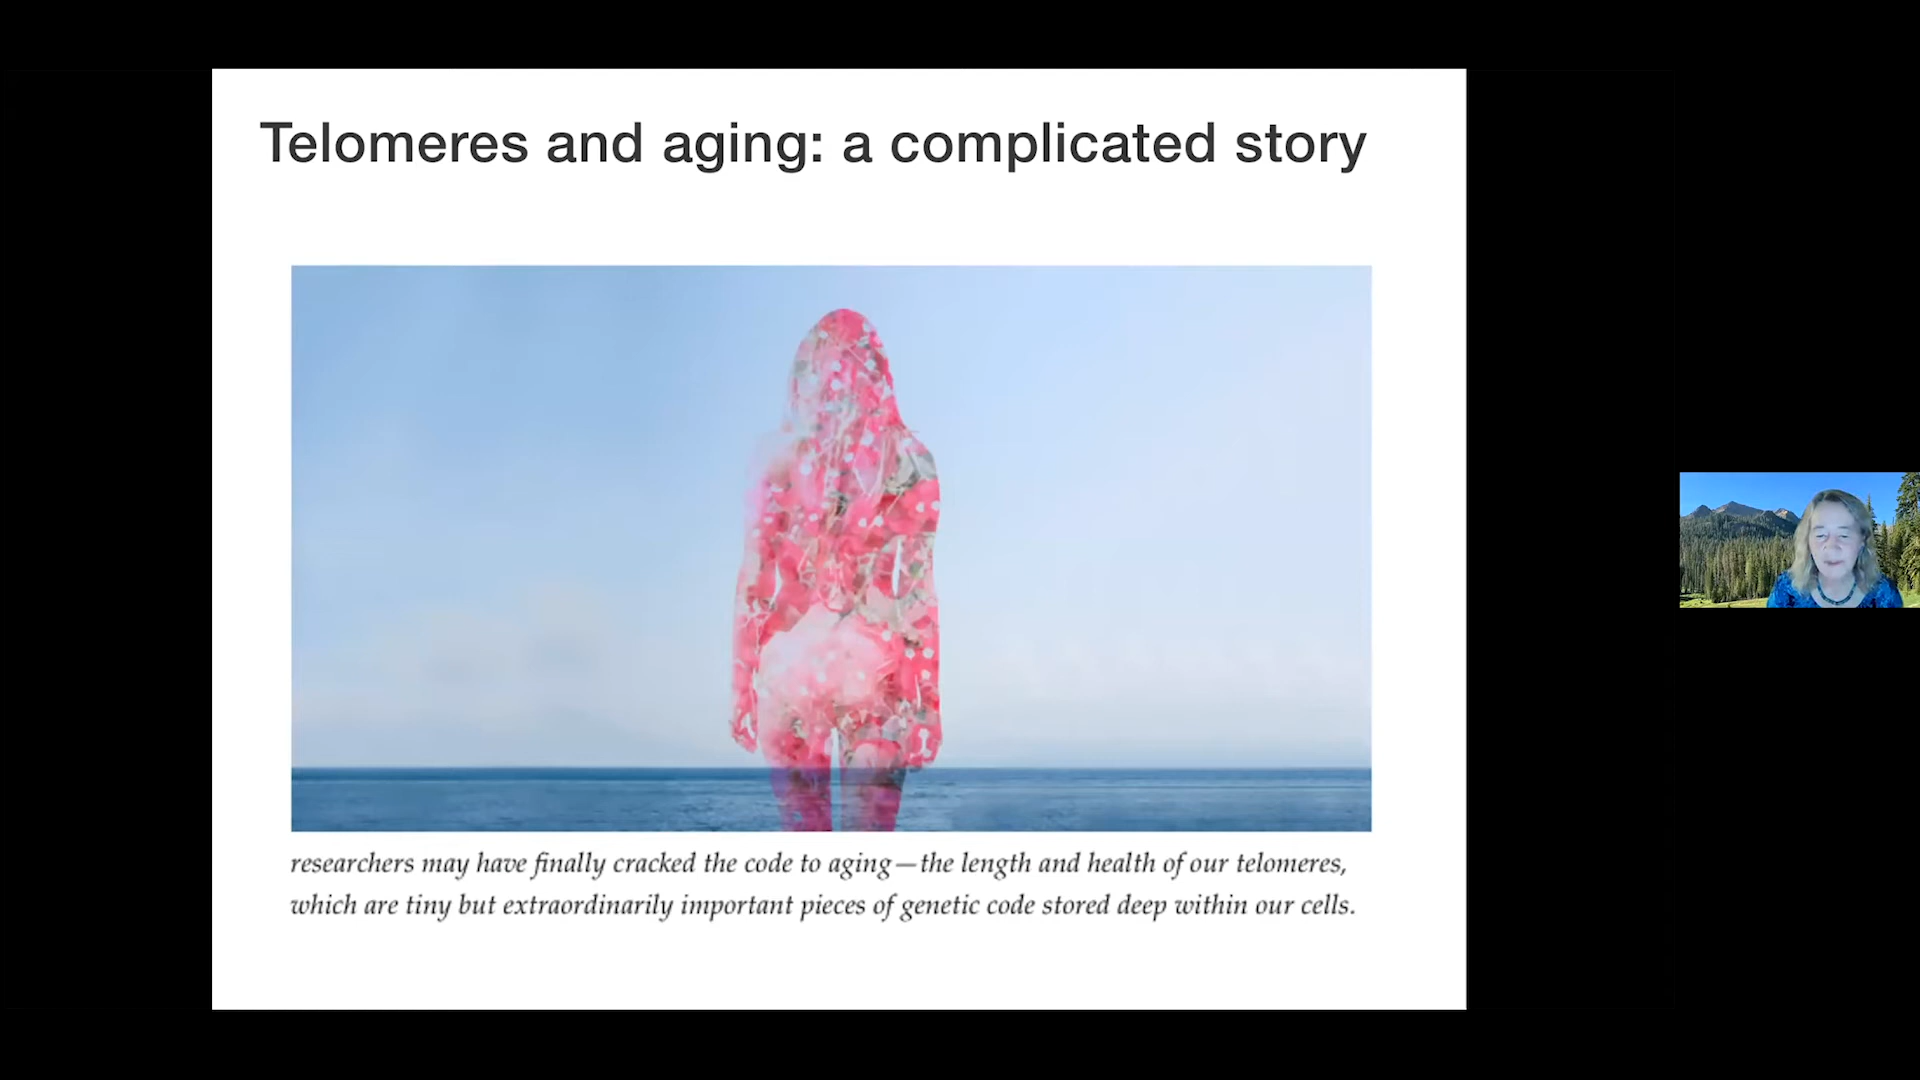 Telomeres and aging: a complicated story
researchers may have finally cracked the code to aging—the length and health of our telomeres,
which are tiny but extraordinarily important pieces of genetic code stored deep within our cells.